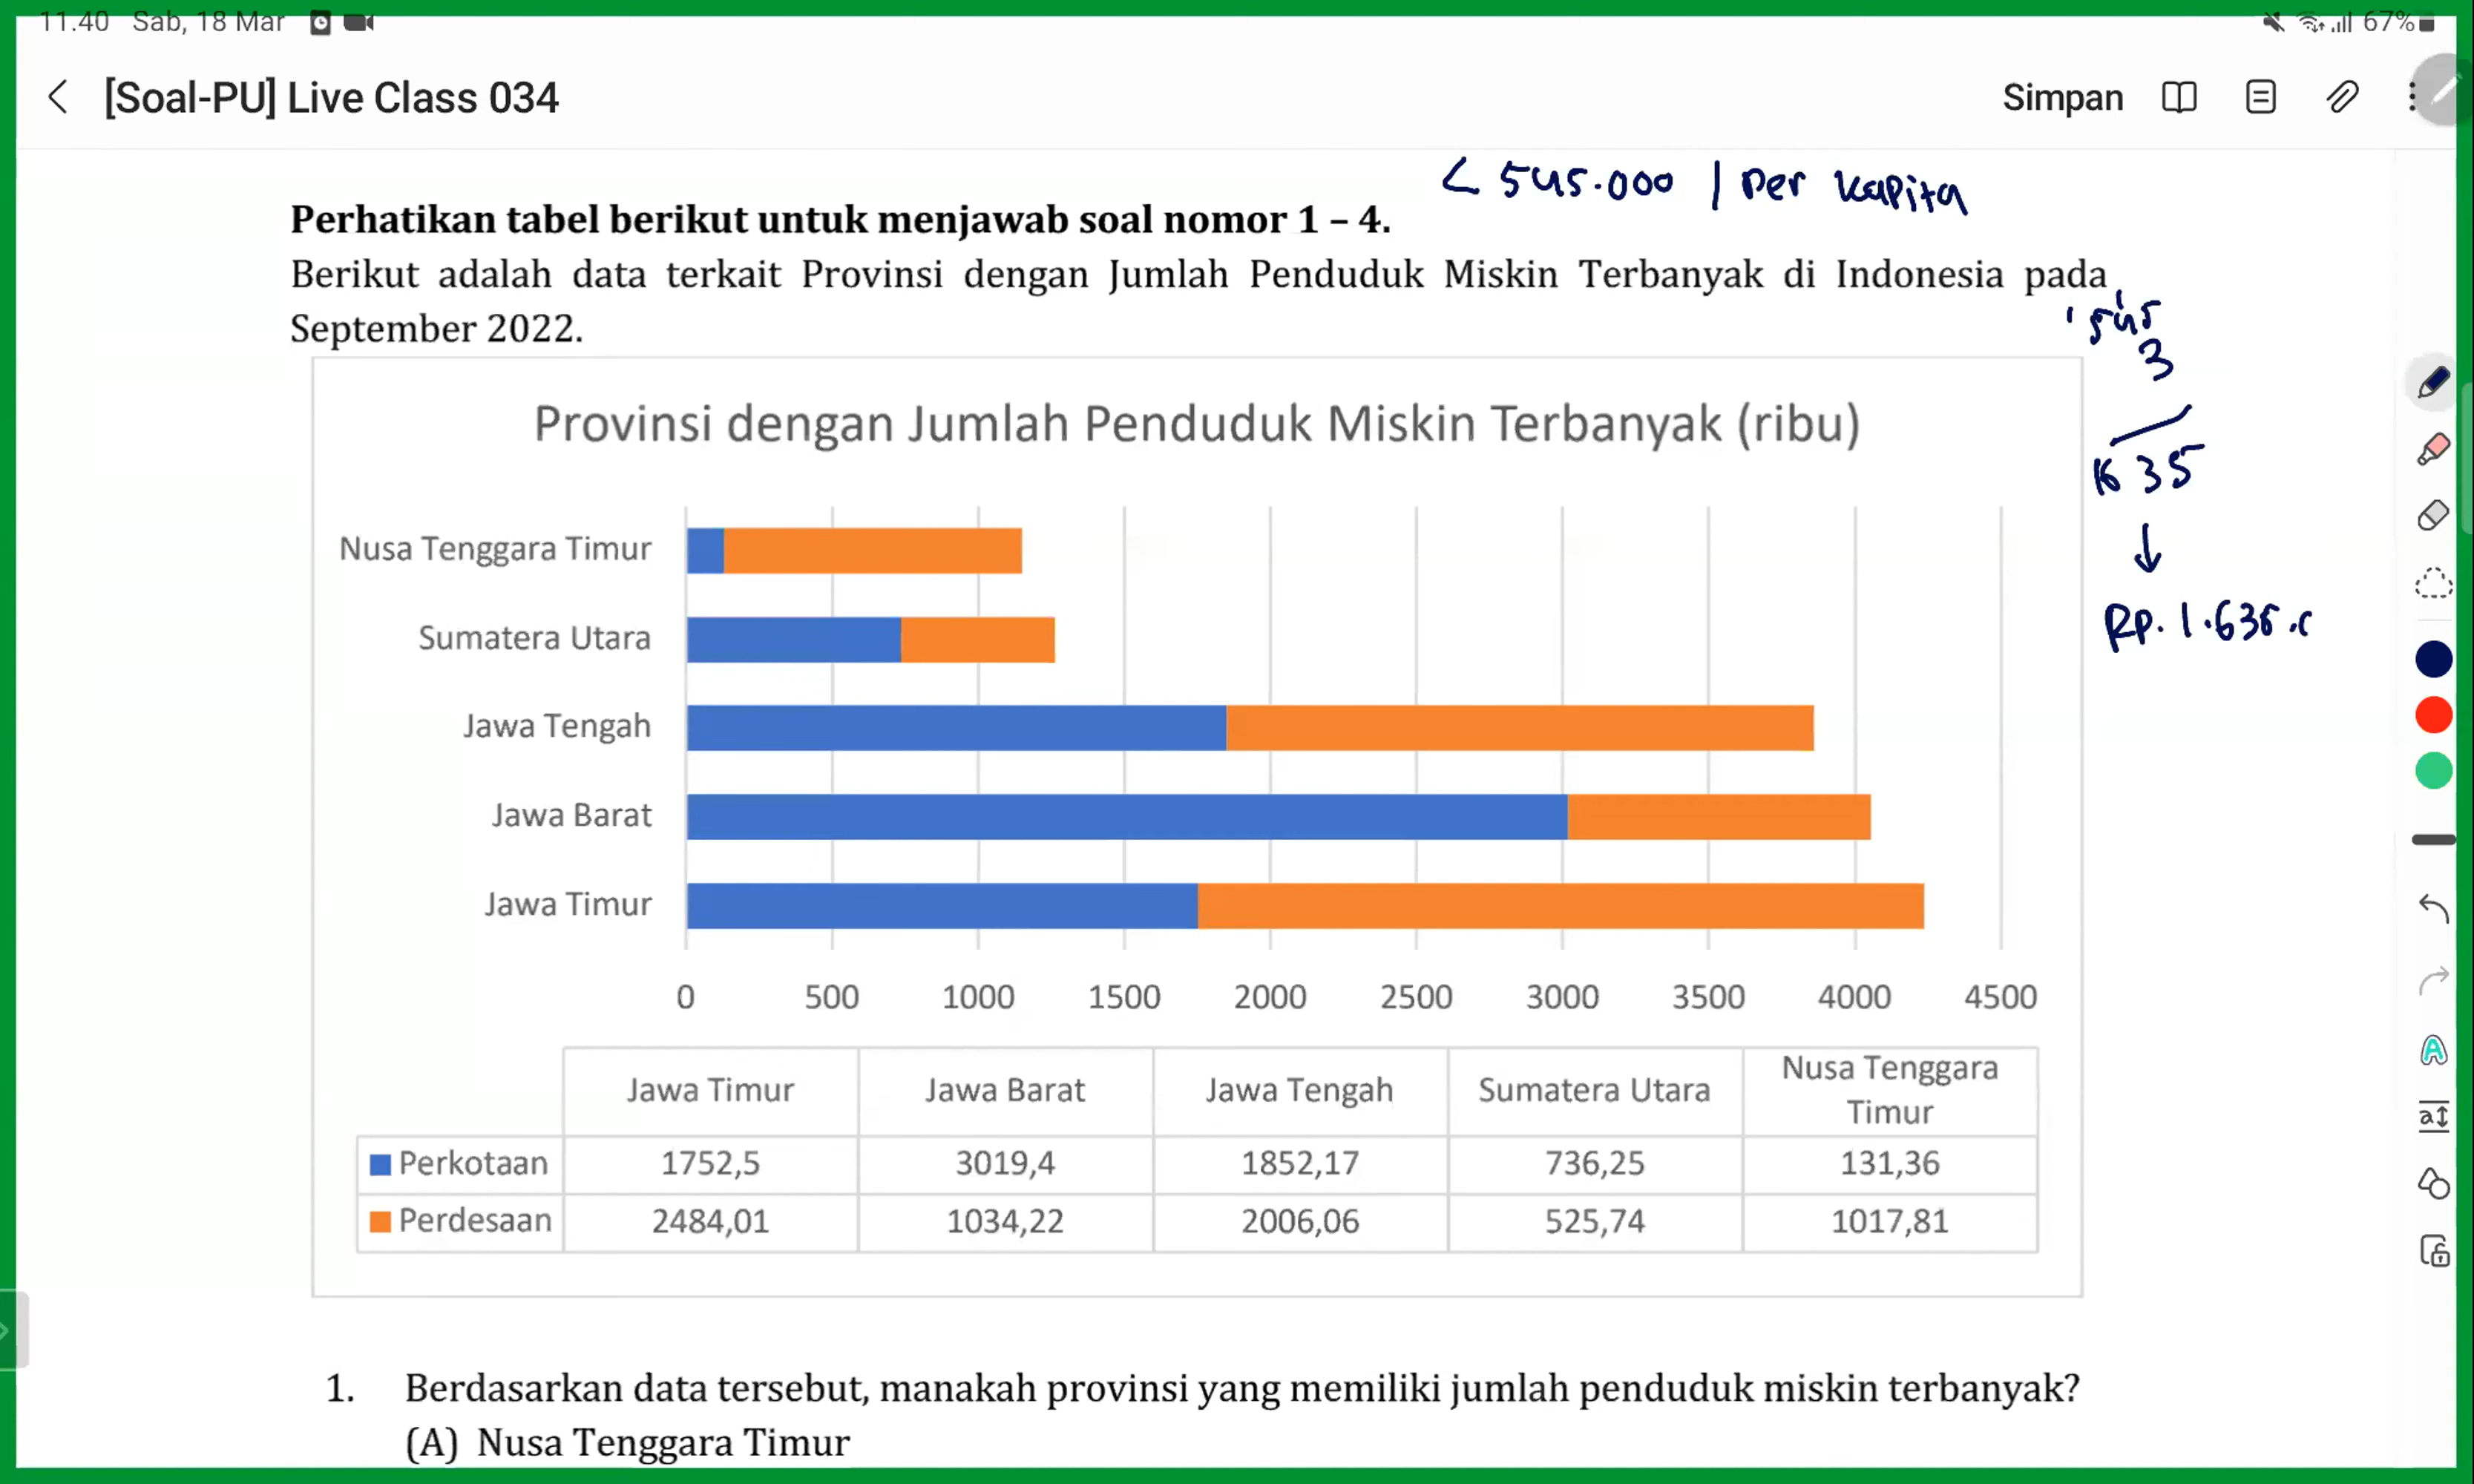 11.40 Sab, 18 Mar
67%
[Soal-PU] Live Class 034
Simpan
< 545.000 / per kapita
Perhatikan tabel berikut untuk menjawab soal nomor 1 – 4.
Berikut adalah data terkait Provinsi dengan Jumlah Penduduk Miskin Terbanyak di Indonesia pada
September 2022.
545
3
1635
Rp. 1.635.0
Provinsi dengan Jumlah Penduduk Miskin Terbanyak (ribu)
Nusa Tenggara Timur
Sumatera Utara
Jawa Tengah
Jawa Barat
Jawa Timur
0 500 1000 1500 2000 2500 3000 3500 4000 4500
Jawa Timur Jawa Barat Jawa Tengah Sumatera Utara Nusa Tenggara
Timur
Perkotaan 1752,5 3019,4 1852,17 736,25 131,36
Perdesaan 2484,01 1034,22 2006,06 525,74 1017,81
1. Berdasarkan data tersebut, manakah provinsi yang memiliki jumlah penduduk miskin terbanyak?
(A) Nusa Tenggara Timur